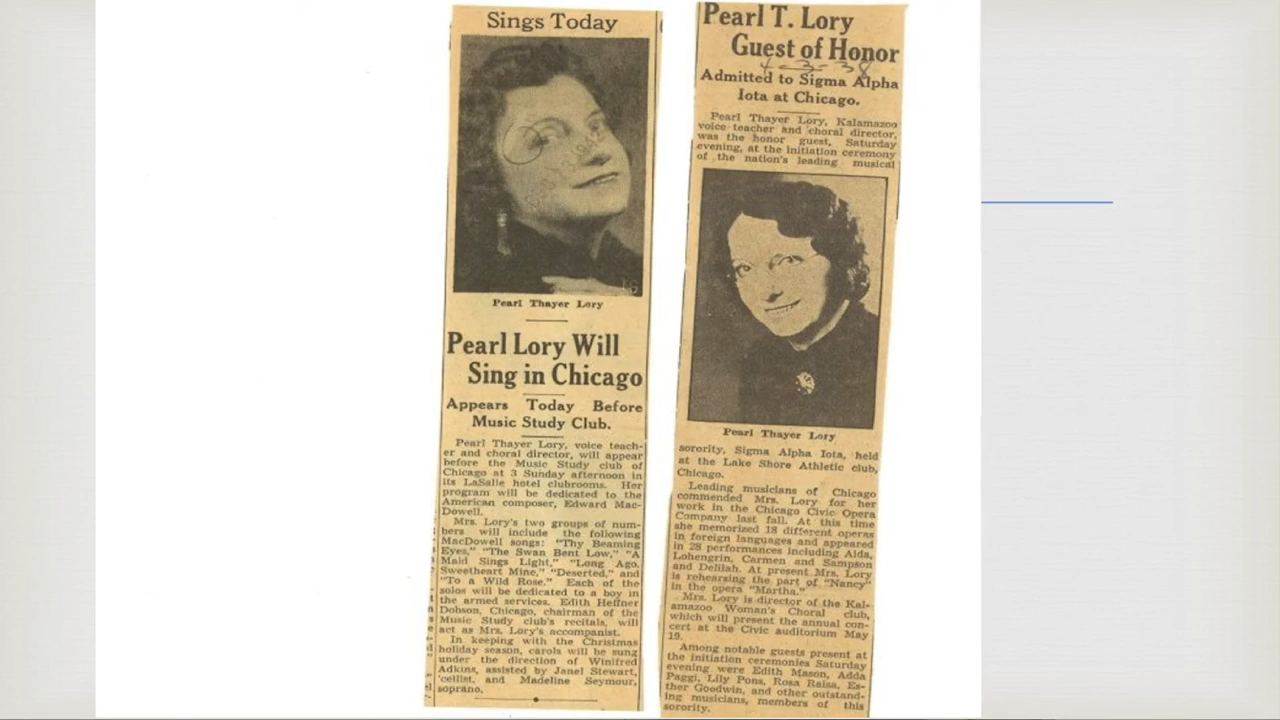 Sings Today
Pearl Thayer Lory
Pearl Lory Will
Sing in Chicago
Appears Today Before
Music Study Club.
Pearl Thayer Lory, voice teach-
er and choral director, will appear
before the Music Study club of
Chicago at 3 Sunday afternoon in
its LaSalle hotel clubrooms. Her
program will be dedicated to the
American composer, Edward Mac-
Dowell.
Mrs. Lory's two groups of num-
bers will include the following
MacDowell songs: "Thy Beaming
Eyes," "The Swan Bent Low," "A
Maid Sings Light," "Long Ago,
Sweetheart Mine," "Deserted," and
"To a Wild Rose." Each of the
solos will be dedicated to a boy in
the armed services. Edith Heffner
Dobson, Chicago, chairman of the
Music Study club's recitals, will
act as Mrs. Lory's accompanist.
In keeping with the Christmas
holiday season, carols will be sung
under the direction of Winifred
Adkins, assisted by Janel Stewart,
'cellist, and Madeline Seymour,
soprano.
Pearl T. Lory
Guest of Honor
4-3-38
Admitted to Sigma Alpha
Iota at Chicago.
Pearl Thayer Lory, Kalamazoo
voice teacher and choral director,
was the honor guest, Saturday
evening, at the initiation ceremony
of the nation's leading musical
Pearl Thayer Lory
sorority, Sigma Alpha Iota, held
at the Lake Shore Athletic club,
Chicago.
Leading musicians of Chicago
commended Mrs. Lory for her
work in the Chicago Civic Opera
Company last fall. At this time
she memorized 18 different operas
in foreign languages and appeared
in 28 performances including Aida,
Lohengrin, Carmen and Sampson
and Delilah. At present Mrs. Lory
is rehearsing the part of "Nancy"
in the opera "Martha."
Mrs. Lory is director of the Kal-
amazoo Woman's Choral club,
which will present the annual con-
cert at the Civic auditorium May
19.
Among notable guests present at
the initiation ceremonies Saturday
evening were Edith Mason, Adda
Paggi, Lily Pons, Rosa Raisa, Es-
ther Goodwin, and other outstand-
ing musicians, members of this
sorority.